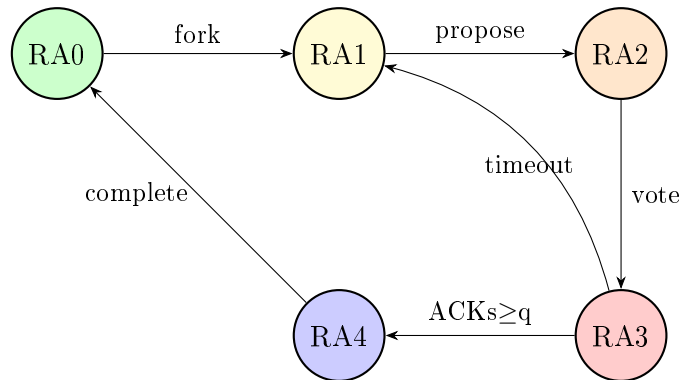 fork
propose
RA0
RA1
RA2
timeout
complete
vote
ACKs≥q
RA4
RA3